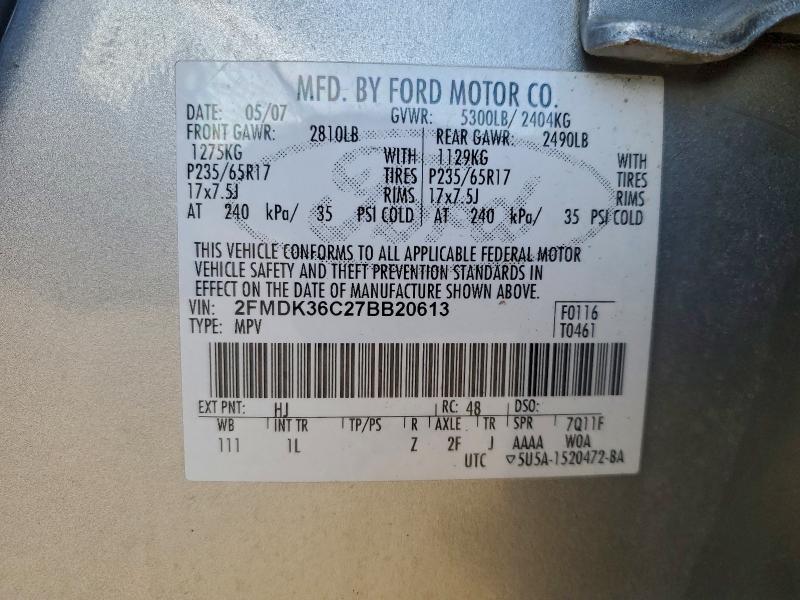 MFD. BY FORD MOTOR CO.
DATE: 05/07 GVWR: 5300LB/ 2404KG
FRONT GAWR: 2810LB REAR GAWR: 2490LB
1275KG WITH 1129KG WITH
P235/65R17 TIRES P235/65R17 TIRES
17x7.5J RIMS 17x7.5J RIMS
AT 240 kPa/ 35 PSI COLD AT 240 kPa/ 35 PSI COLD
THIS VEHICLE CONFORMS TO ALL APPLICABLE FEDERAL MOTOR
VEHICLE SAFETY AND THEFT PREVENTION STANDARDS IN
EFFECT ON THE DATE OF MANUFACTURE SHOWN ABOVE.
VIN: 2FMDK36C27BB20613 F0116
TYPE: MPV T0461
EXT PNT: HJ RC: 48 DSO:
WB INT TR TP/PS R AXLE TR SPR 7Q11F
111 1L Z 2F J AAAA W0A
UTC ▽5U5A-1520472-BA
Ford